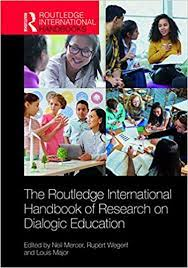 ROUTLEDGE
INTERNATIONAL
HANDBOOKS
The Routledge International
Handbook of Research on
Dialogic Education
Edited by Neil Mercer, Rupert Wegerif
and Louis Major